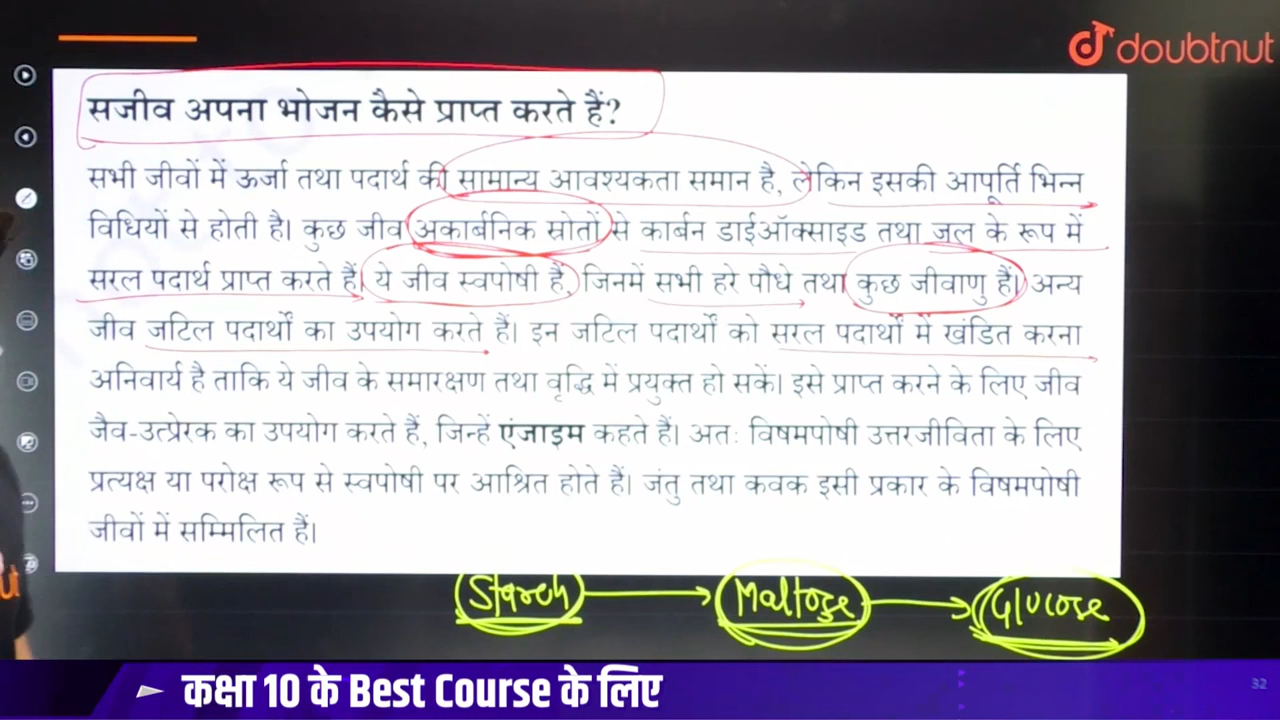 doubtnut
सजीव अपना भोजन कैसे प्राप्त करते हैं?
सभी जीवों में ऊर्जा तथा पदार्थ की सामान्य आवश्यकता समान है, लेकिन इसकी आपूर्ति भिन्न
विधियों से होती है। कुछ जीव अकार्बनिक स्रोतों से कार्बन डाईऑक्साइड तथा जल के रूप में
सरल पदार्थ प्राप्त करते हैं। ये जीव स्वपोषी हैं, जिनमें सभी हरे पौधे तथा कुछ जीवाणु हैं। अन्य
जीव जटिल पदार्थों का उपयोग करते हैं। इन जटिल पदार्थों को सरल पदार्थों में खंडित करना
अनिवार्य है ताकि ये जीव के समारक्षण तथा वृद्धि में प्रयुक्त हो सकें। इसे प्राप्त करने के लिए जीव
जैव-उत्प्रेरक का उपयोग करते हैं, जिन्हें एंजाइम कहते हैं। अतः विषमपोषी उत्तरजीविता के लिए
प्रत्यक्ष या परोक्ष रूप से स्वपोषी पर आश्रित होते हैं। जंतु तथा कवक इसी प्रकार के विषमपोषी
जीवों में सम्मिलित हैं।
Starch Maltose Glucose
कक्षा 10 के Best Course के लिए
32